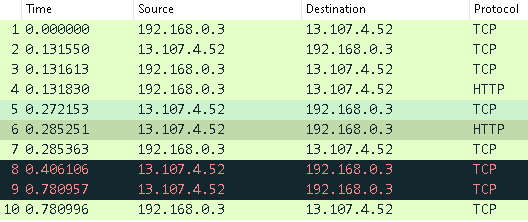 Time Source Destination Protocol
1 0.000000 192.168.0.3 13.107.4.52 TCP
2 0.131550 13.107.4.52 192.168.0.3 TCP
3 0.131613 192.168.0.3 13.107.4.52 TCP
4 0.131830 192.168.0.3 13.107.4.52 HTTP
5 0.272153 13.107.4.52 192.168.0.3 TCP
6 0.285251 13.107.4.52 192.168.0.3 HTTP
7 0.285363 192.168.0.3 13.107.4.52 TCP
8 0.406106 13.107.4.52 192.168.0.3 TCP
9 0.780957 13.107.4.52 192.168.0.3 TCP
10 0.780996 192.168.0.3 13.107.4.52 TCP